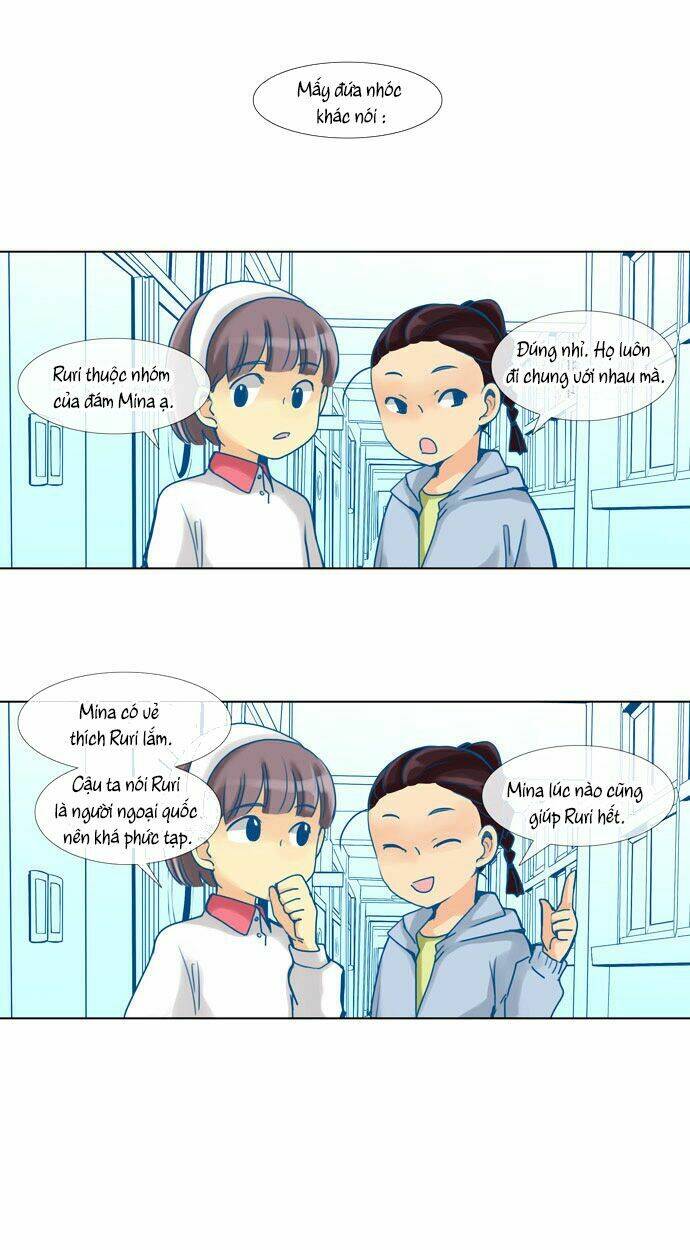 Mấy đứa nhóc
khác nói :
Ruri thuộc nhóm
của đám Mina ạ.
Đúng nhỉ. Họ luôn
đi chung với nhau mà.
Mina có vẻ
thích Ruri lắm.
Cậu ta nói Ruri
là người ngoại quốc
nên khá phức tạp.
Mina lúc nào cũng
giúp Ruri hết.